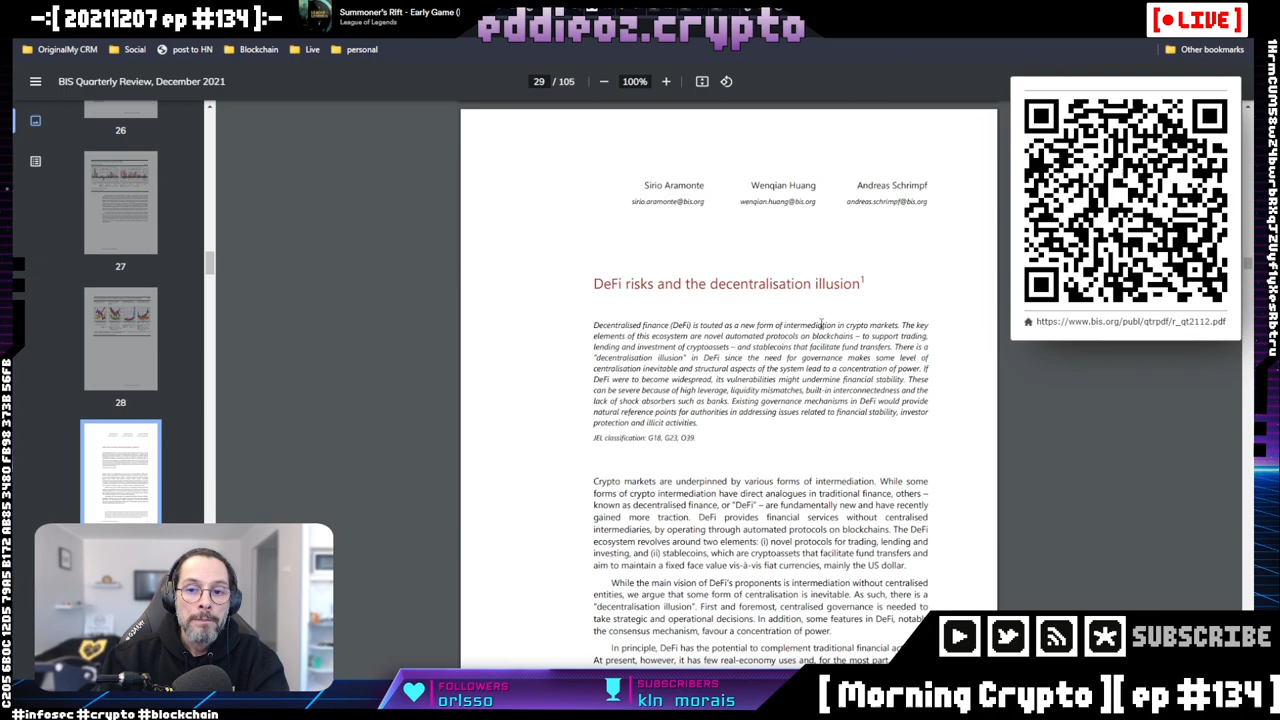 -:[ 20211207 ep #134 ]:-
Summoner's Rift - Early Game (
League of Legends
eddieoz.crypto
[ ● LIVE ]
OriginalMy CRM
Social
post to HN
Blockchain
Live
personal
Other bookmarks
BIS Quarterly Review, December 2021
29 / 105
100%
26
27
28
Sirio Aramonte
Wenqian Huang
Andreas Schrimpf
sirio.aramonte@bis.org
wenqian.huang@bis.org
andreas.schrimpf@bis.org
DeFi risks and the decentralisation illusion1
Decentralised finance (DeFi) is touted as a new form of intermediation in crypto markets. The key
elements of this ecosystem are novel automated protocols on blockchains – to support trading,
lending and investment of cryptoassets – and stablecoins that facilitate fund transfers. There is a
"decentralisation illusion" in DeFi since the need for governance makes some level of
centralisation inevitable and structural aspects of the system lead to a concentration of power. If
DeFi were to become widespread, its vulnerabilities might undermine financial stability. These
can be severe because of high leverage, liquidity mismatches, built-in interconnectedness and the
lack of shock absorbers such as banks. Existing governance mechanisms in DeFi would provide
natural reference points for authorities in addressing issues related to financial stability, investor
protection and illicit activities.
JEL classification: G18, G23, O39.
Crypto markets are underpinned by various forms of intermediation. While some
forms of crypto intermediation have direct analogues in traditional finance, others –
known as decentralised finance, or "DeFi" – are fundamentally new and have recently
gained more traction. DeFi provides financial services without centralised
intermediaries, by operating through automated protocols on blockchains. The DeFi
ecosystem revolves around two elements: (i) novel protocols for trading, lending and
investing, and (ii) stablecoins, which are cryptoassets that facilitate fund transfers and
aim to maintain a fixed face value vis-à-vis fiat currencies, mainly the US dollar.
While the main vision of DeFi's proponents is intermediation without centralised
entities, we argue that some form of centralisation is inevitable. As such, there is a
"decentralisation illusion". First and foremost, centralised governance is needed to
take strategic and operational decisions. In addition, some features in DeFi, notabl
the consensus mechanism, favour a concentration of power.
In principle, DeFi has the potential to complement traditional financial ac
At present, however, it has few real-economy uses and, for the most part
https://www.bis.org/publ/qtrpdf/r_qt2112.pdf
SUBSCRIBE
FOLLOWERS
orlsso
SUBSCRIBERS
kln morais
[ Morning Crypto ][ ep #134 ]
#crypto #blockchain